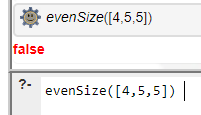 evenSize([4,5,5])
false
?- evenSize([4,5,5])